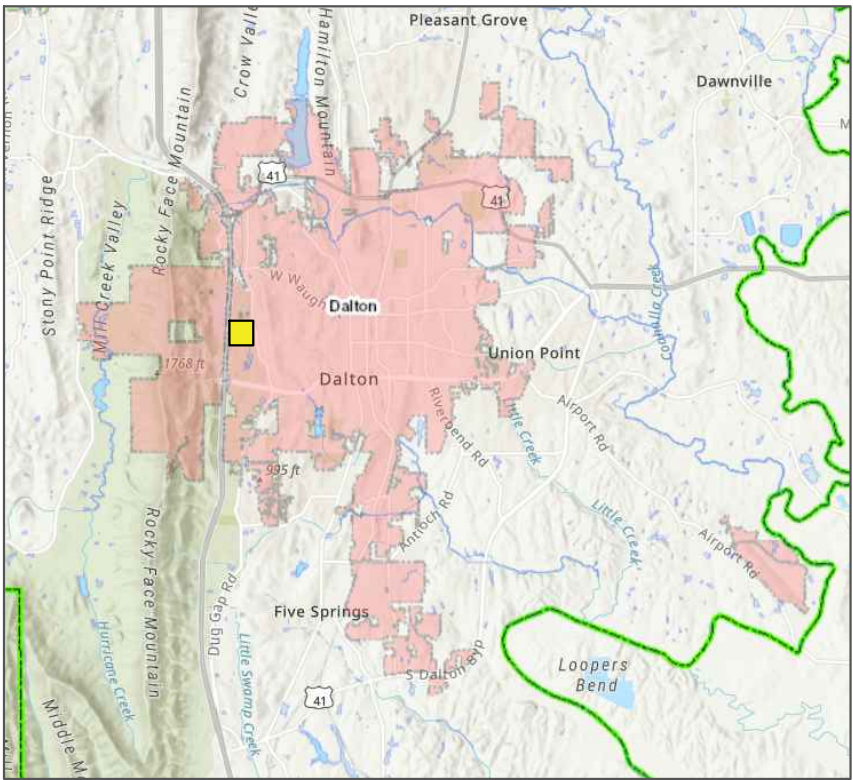 Pleasant Grove
Crow Valle
Hamilton Mountain
Dawnville
41
41
Rocky Face Mountain
Stony Point Ridge
Mill Creek Valley
W Waugh
Dalton
Coahulla Creek
Union Point
1768 ft
Dalton
Airport Rd
Riverbend Rd
Little Creek
995 ft
Little Creek
Antioch Rd
Airport Rd
Rocky Face Mountain
Dug Gap Rd
Five Springs
Hurricane Creek
Little Swamp Creek
S Dalton Byp
Loopers
Bend
41
Middle Mo